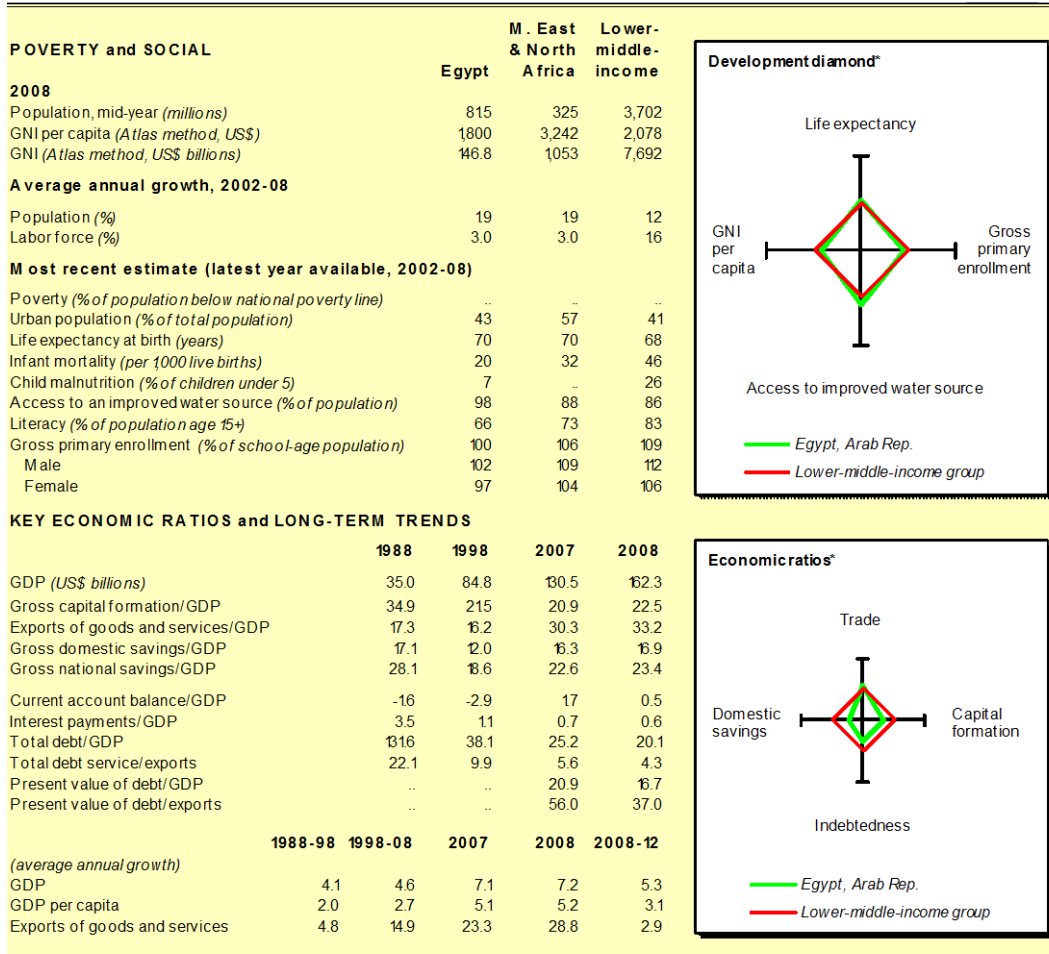 POVERTY and SOCIAL
M. East Lower-
& North middle-
Egypt Africa income
2008
Population, mid-year (millions) 815 325 3,702
GNI per capita (Atlas method, US$) 1,800 3,242 2,078
GNI (Atlas method, US$ billions) 146.8 1,053 7,692
Average annual growth, 2002-08
Population (%) 19 19 12
Labor force (%) 3.0 3.0 16
Most recent estimate (latest year available, 2002-08)
Poverty (% of population below national poverty line) .. .. ..
Urban population (% of total population) 43 57 41
Life expectancy at birth (years) 70 70 68
Infant mortality (per 1,000 live births) 20 32 46
Child malnutrition (% of children under 5) 7 .. 26
Access to an improved water source (% of population) 98 88 86
Literacy (% of population age 15+) 66 73 83
Gross primary enrollment (% of school-age population) 100 106 109
Male 102 109 112
Female 97 104 106
Development diamond*
Life expectancy
GNI
per
capita
Gross
primary
enrollment
Access to improved water source
Egypt, Arab Rep.
Lower-middle-income group
KEY ECONOMIC RATIOS and LONG-TERM TRENDS
1988 1998 2007 2008
GDP (US$ billions) 35.0 84.8 130.5 162.3
Gross capital formation/GDP 34.9 215 20.9 22.5
Exports of goods and services/GDP 17.3 16.2 30.3 33.2
Gross domestic savings/GDP 17.1 12.0 16.3 16.9
Gross national savings/GDP 28.1 18.6 22.6 23.4
Current account balance/GDP -16 -2.9 17 0.5
Interest payments/GDP 3.5 1.1 0.7 0.6
Total debt/GDP 1316 38.1 25.2 20.1
Total debt service/exports 22.1 9.9 5.6 4.3
Present value of debt/GDP .. .. 20.9 16.7
Present value of debt/exports .. .. 56.0 37.0
1988-98 1998-08 2007 2008 2008-12
(average annual growth)
GDP 4.1 4.6 7.1 7.2 5.3
GDP per capita 2.0 2.7 5.1 5.2 3.1
Exports of goods and services 4.8 14.9 23.3 28.8 2.9
Economic ratios*
Trade
Domestic
savings
Capital
formation
Indebtedness
Egypt, Arab Rep.
Lower-middle-income group